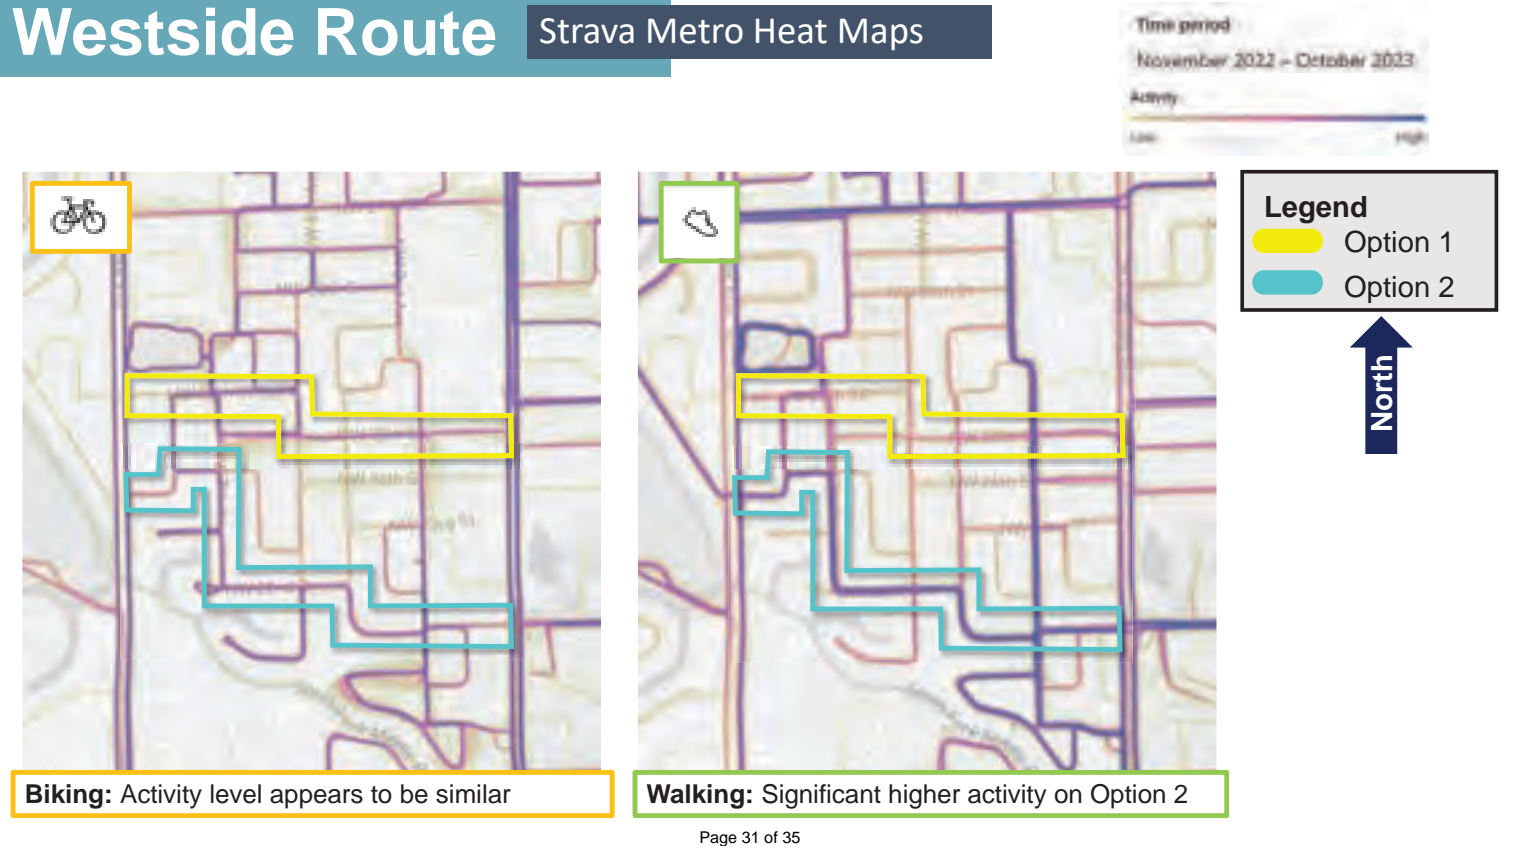 Westside Route
Strava Metro Heat Maps
Time period
November 2022 – October 2023
Activity
Low
High
Legend
Option 1
Option 2
North
Biking: Activity level appears to be similar
Walking: Significant higher activity on Option 2
Page 31 of 35